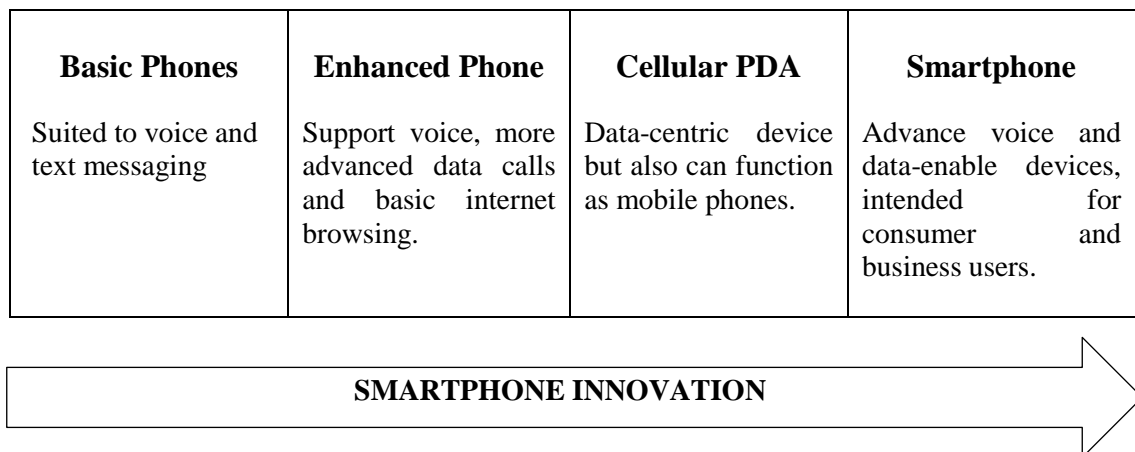 Basic Phones
Suited to voice and
text messaging
Enhanced Phone
Support voice, more
advanced data calls
and basic internet
browsing.
Cellular PDA
Data-centric device
but also can function
as mobile phones.
Smartphone
Advance voice and
data-enable devices,
intended for
consumer and
business users.
SMARTPHONE INNOVATION